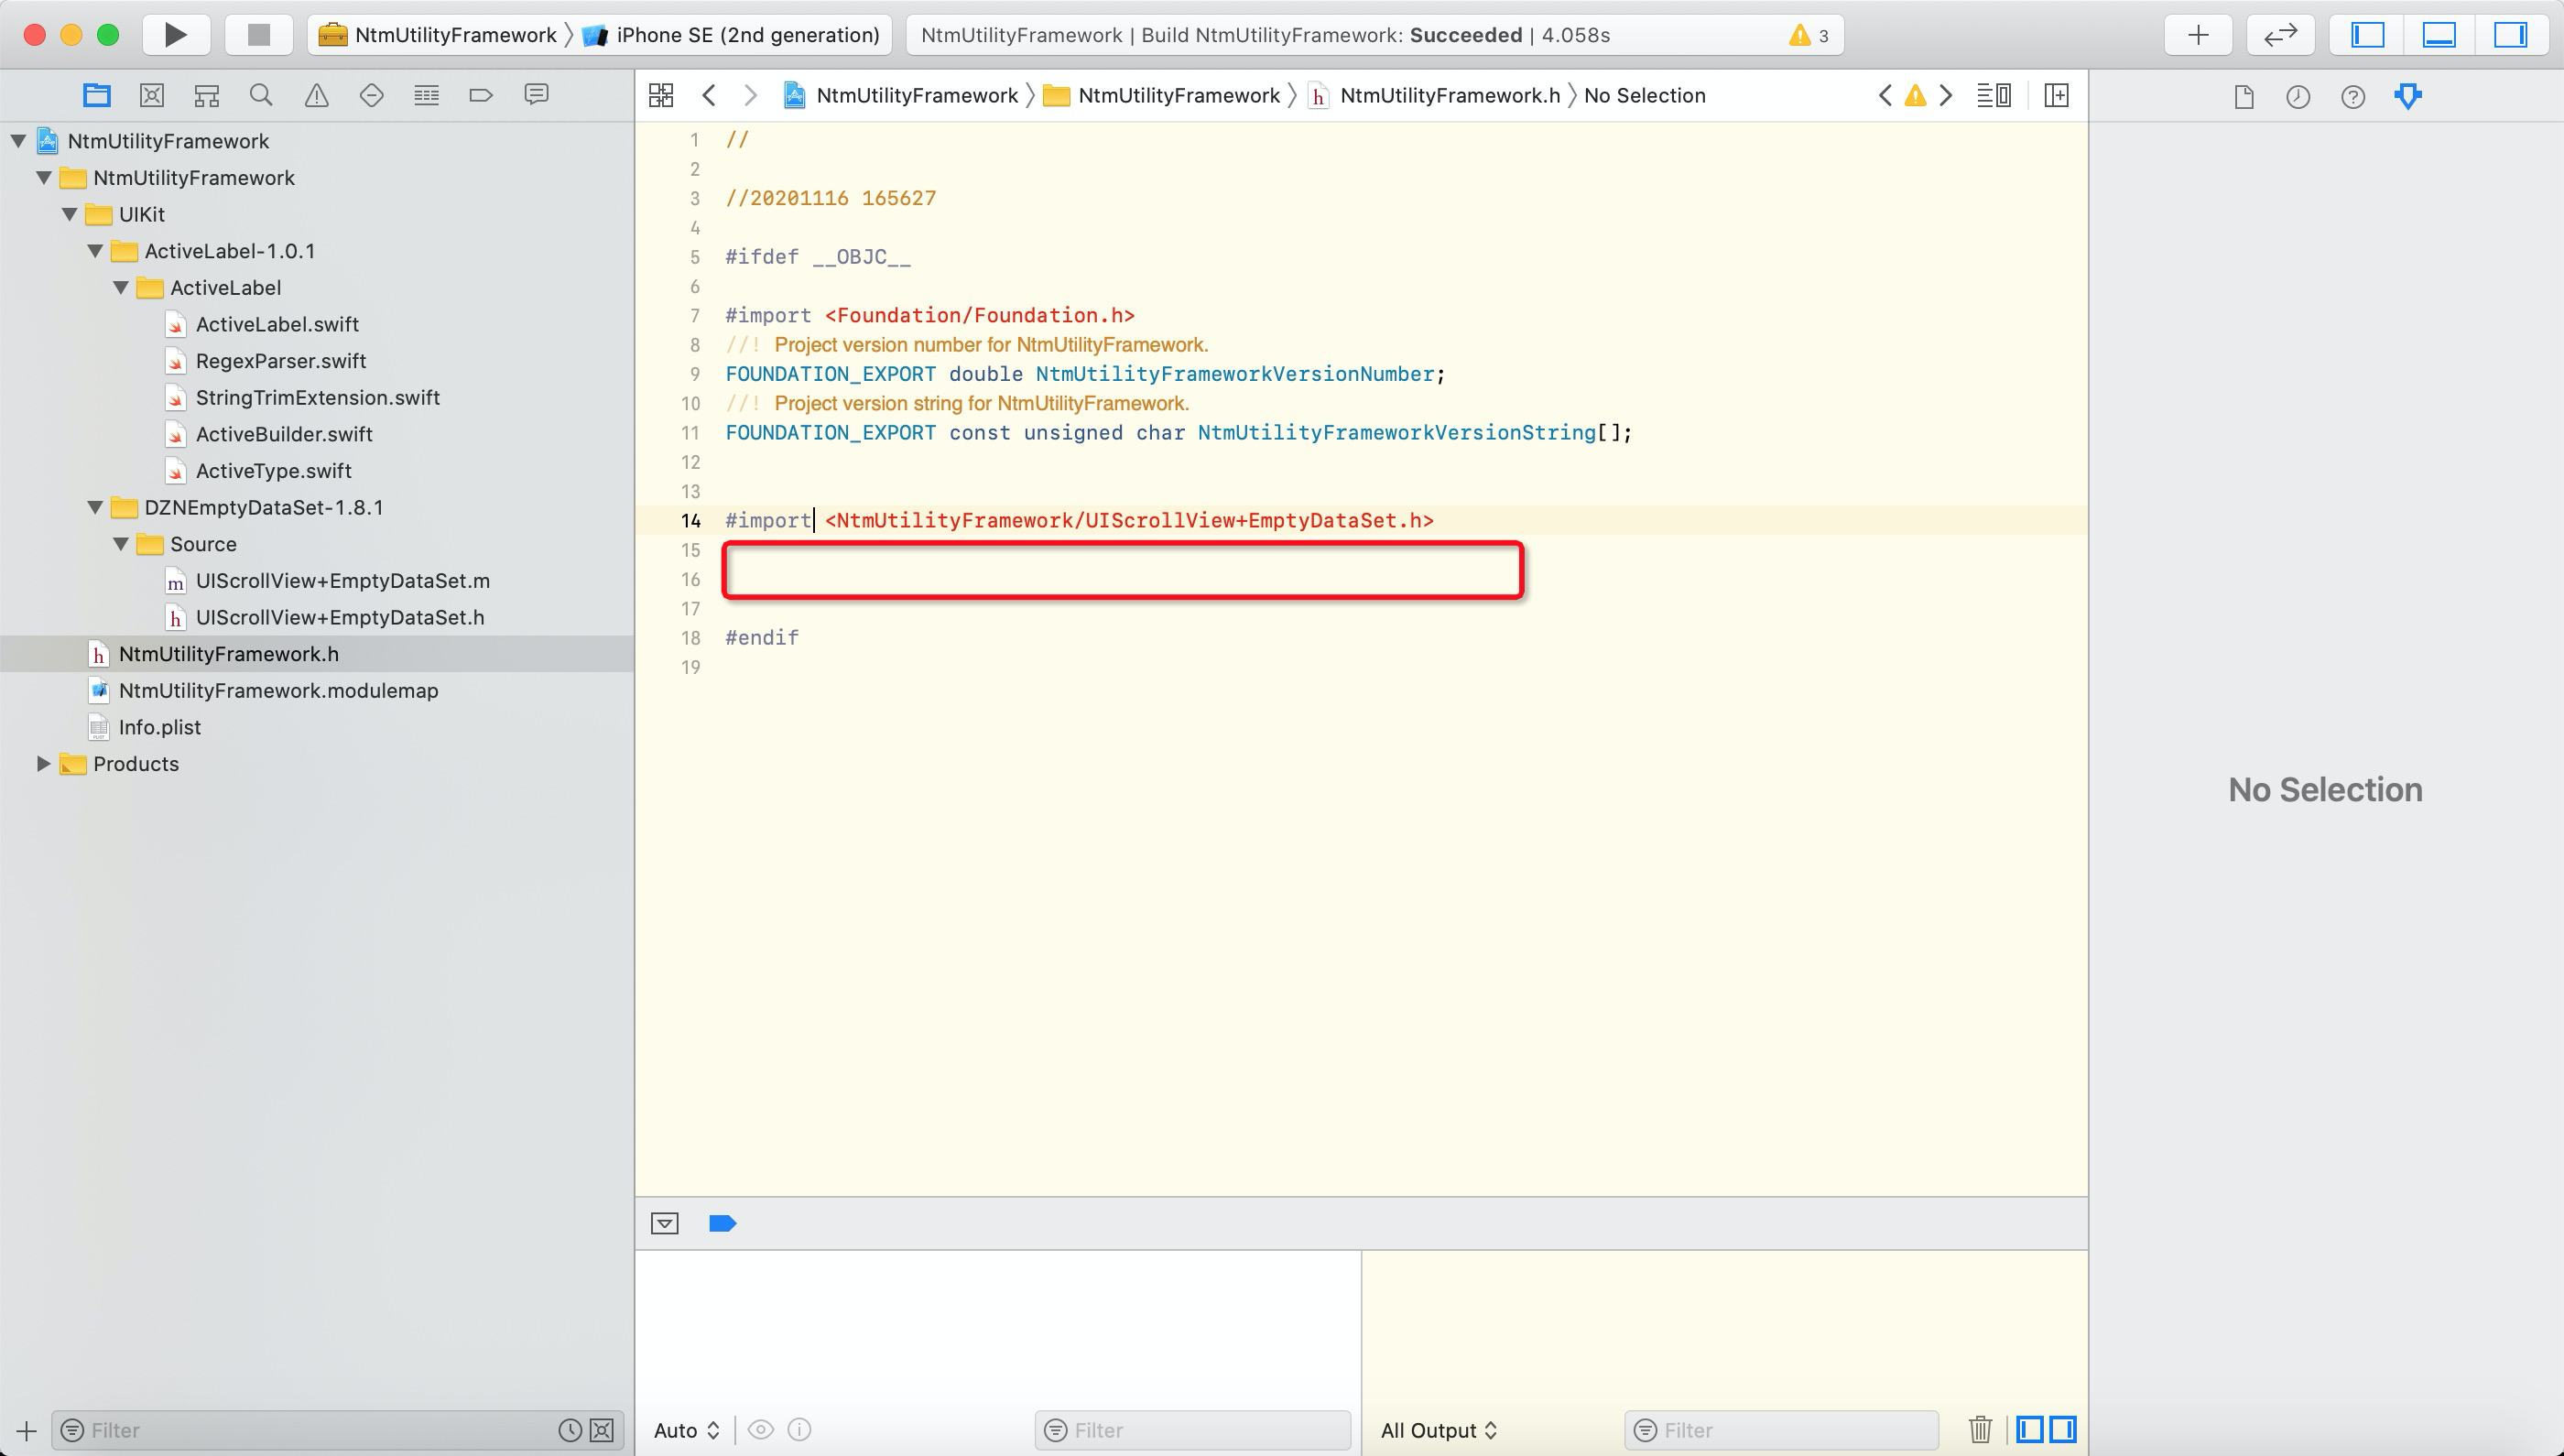 NtmUtilityFramework 〉 iPhone SE (2nd generation)
NtmUtilityFramework | Build NtmUtilityFramework: Succeeded | 4.058s
3
NtmUtilityFramework 〉 NtmUtilityFramework 〉 h NtmUtilityFramework.h 〉 No Selection
NtmUtilityFramework
NtmUtilityFramework
UIKit
ActiveLabel-1.0.1
ActiveLabel
ActiveLabel.swift
RegexParser.swift
StringTrimExtension.swift
ActiveBuilder.swift
ActiveType.swift
DZNEmptyDataSet-1.8.1
Source
m UIScrollView+EmptyDataSet.m
h UIScrollView+EmptyDataSet.h
h NtmUtilityFramework.h
NtmUtilityFramework.modulemap
Info.plist
Products
1 //
2
3 //20201116 165627
4
5 #ifdef __OBJC__
6
7 #import <Foundation/Foundation.h>
8 //! Project version number for NtmUtilityFramework.
9 FOUNDATION_EXPORT double NtmUtilityFrameworkVersionNumber;
10 //! Project version string for NtmUtilityFramework.
11 FOUNDATION_EXPORT const unsigned char NtmUtilityFrameworkVersionString[];
12
13
14 #import <NtmUtilityFramework/UIScrollView+EmptyDataSet.h>
15
16
17
18 #endif
19
No Selection
Filter
Auto
Filter
All Output
Filter